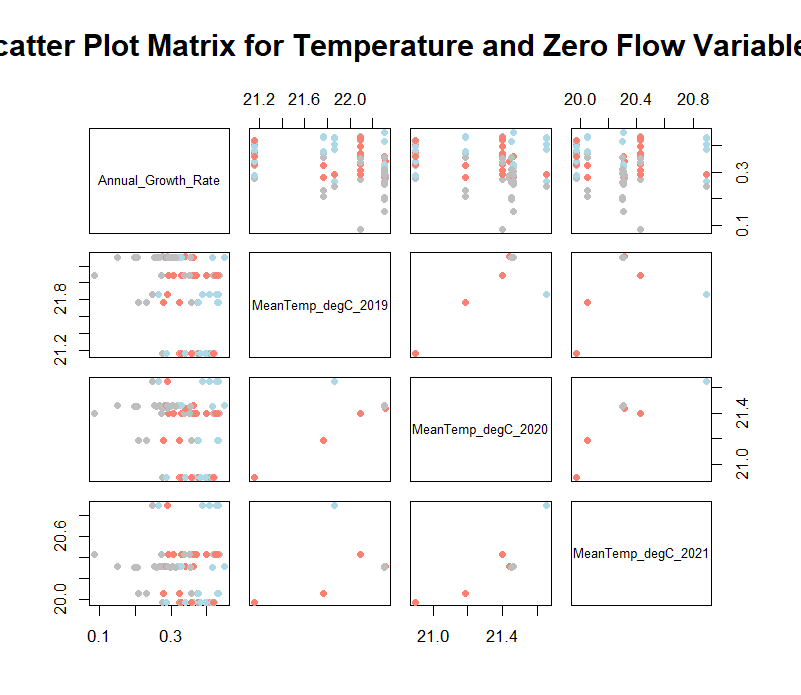 catter Plot Matrix for Temperature and Zero Flow Variable
21.2 21.6 22.0
20.0 20.4 20.8
Annual_Growth_Rate
0.1 0.3
21.2 21.8
MeanTemp_degC_2019
MeanTemp_degC_2020
21.0 21.4
20.0 20.6
MeanTemp_degC_2021
0.1 0.3
21.0 21.4